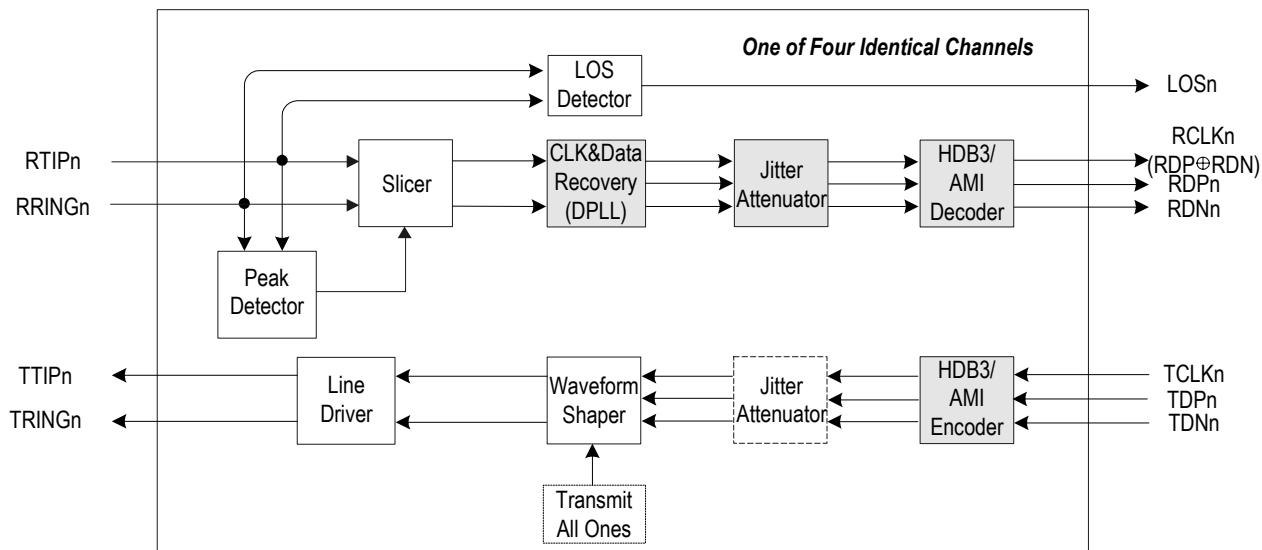 One of Four Identical Channels
LOS
Detector
LOSn
RTIPn
RRINGn
Slicer
CLK&Data
Recovery
(DPLL)
Jitter
Attenuator
HDB3/
AMI
Decoder
RCLKn
(RDP⊕RDN)
RDPn
RDNn
Peak
Detector
TTIPn
TRINGn
Line
Driver
Waveform
Shaper
Jitter
Attenuator
HDB3/
AMI
Encoder
TCLKn
TDPn
TDNn
Transmit
All Ones